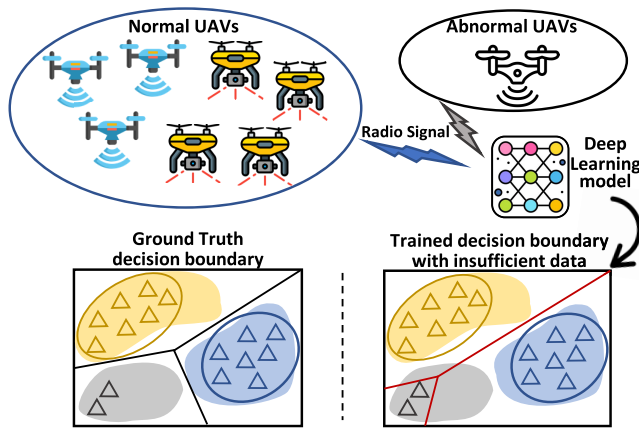 Normal UAVs
Abnormal UAVs
Radio Signal
Deep
Learning
model
Ground Truth
decision boundary
Trained decision boundary
with insufficient data